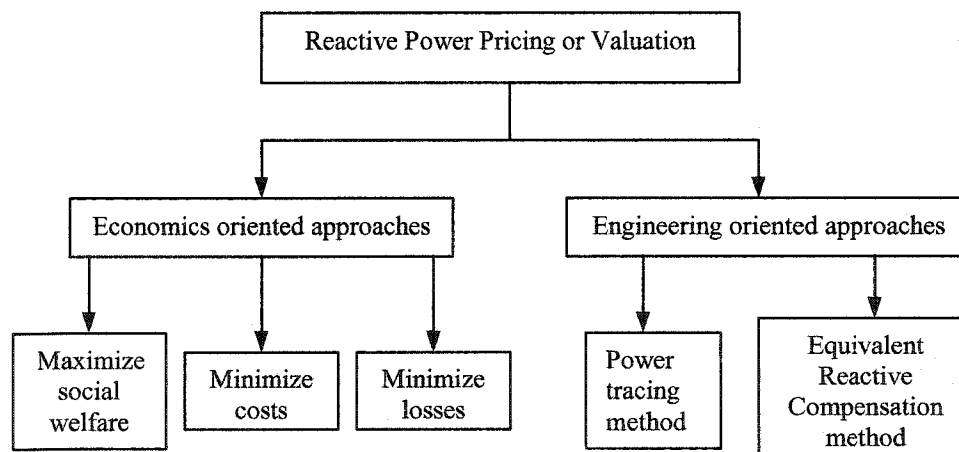 Reactive Power Pricing or Valuation
Economics oriented approaches
Engineering oriented approaches
Maximize
social
welfare
Minimize
costs
Minimize
losses
Power
tracing
method
Equivalent
Reactive
Compensation
method